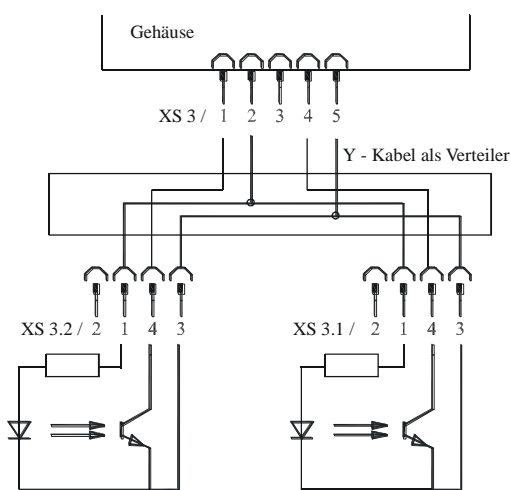 Gehäuse
XS 3 / 1 2 3 4 5
Y - Kabel als Verteiler
XS 3.2 / 2 1 4 3
XS 3.1 / 2 1 4 3